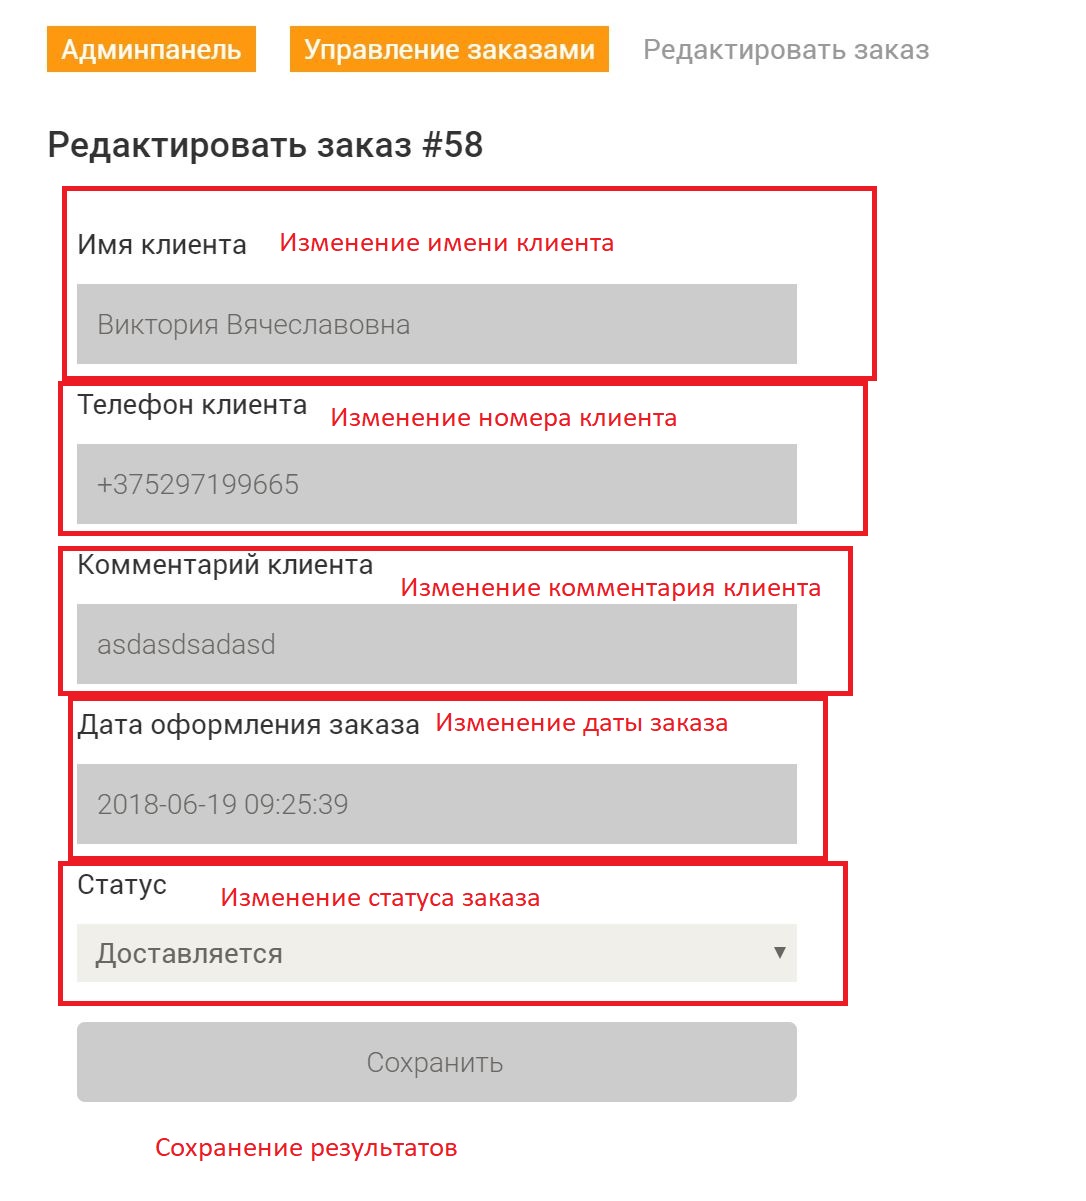 Админпанель Управление заказами Редактировать заказ
Редактировать заказ #58
Имя клиента Изменение имени клиента
Виктория Вячеславовна
Телефон клиента Изменение номера клиента
+375297199665
Комментарий клиента Изменение комментария клиента
asdasdsadasd
Дата оформления заказа Изменение даты заказа
2018-06-19 09:25:39
Статус Изменение статуса заказа
Доставляется
Сохранить
Сохранение результатов